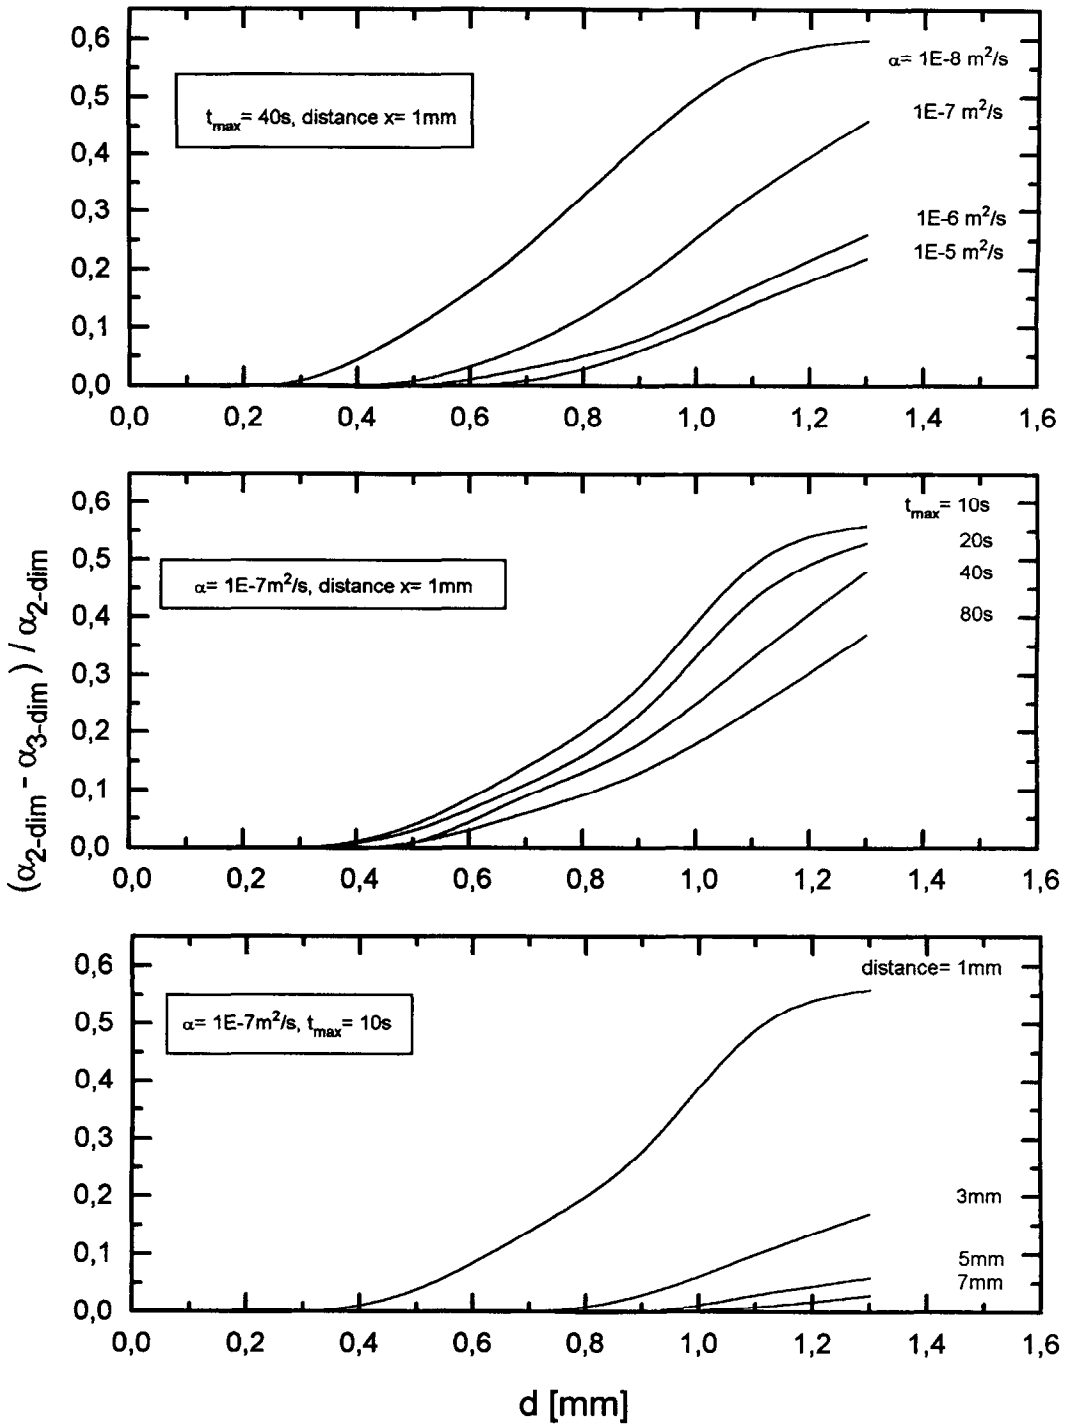 0,6
0,5
0,4
0,3
0,2
0,1
0,0
α= 1E-8 m²/s
1E-7 m²/s
1E-6 m²/s
1E-5 m²/s
t_max= 40s, distance x= 1mm
0,0 0,2 0,4 0,6 0,8 1,0 1,2 1,4 1,6
(α_2-dim - α_3-dim) / α_2-dim
0,6
0,5
0,4
0,3
0,2
0,1
0,0
t_max= 10s
20s
40s
80s
α= 1E-7m²/s, distance x= 1mm
0,0 0,2 0,4 0,6 0,8 1,0 1,2 1,4 1,6
0,6
0,5
0,4
0,3
0,2
0,1
0,0
distance= 1mm
3mm
5mm
7mm
α= 1E-7m²/s, t_max= 10s
0,0 0,2 0,4 0,6 0,8 1,0 1,2 1,4 1,6
d [mm]